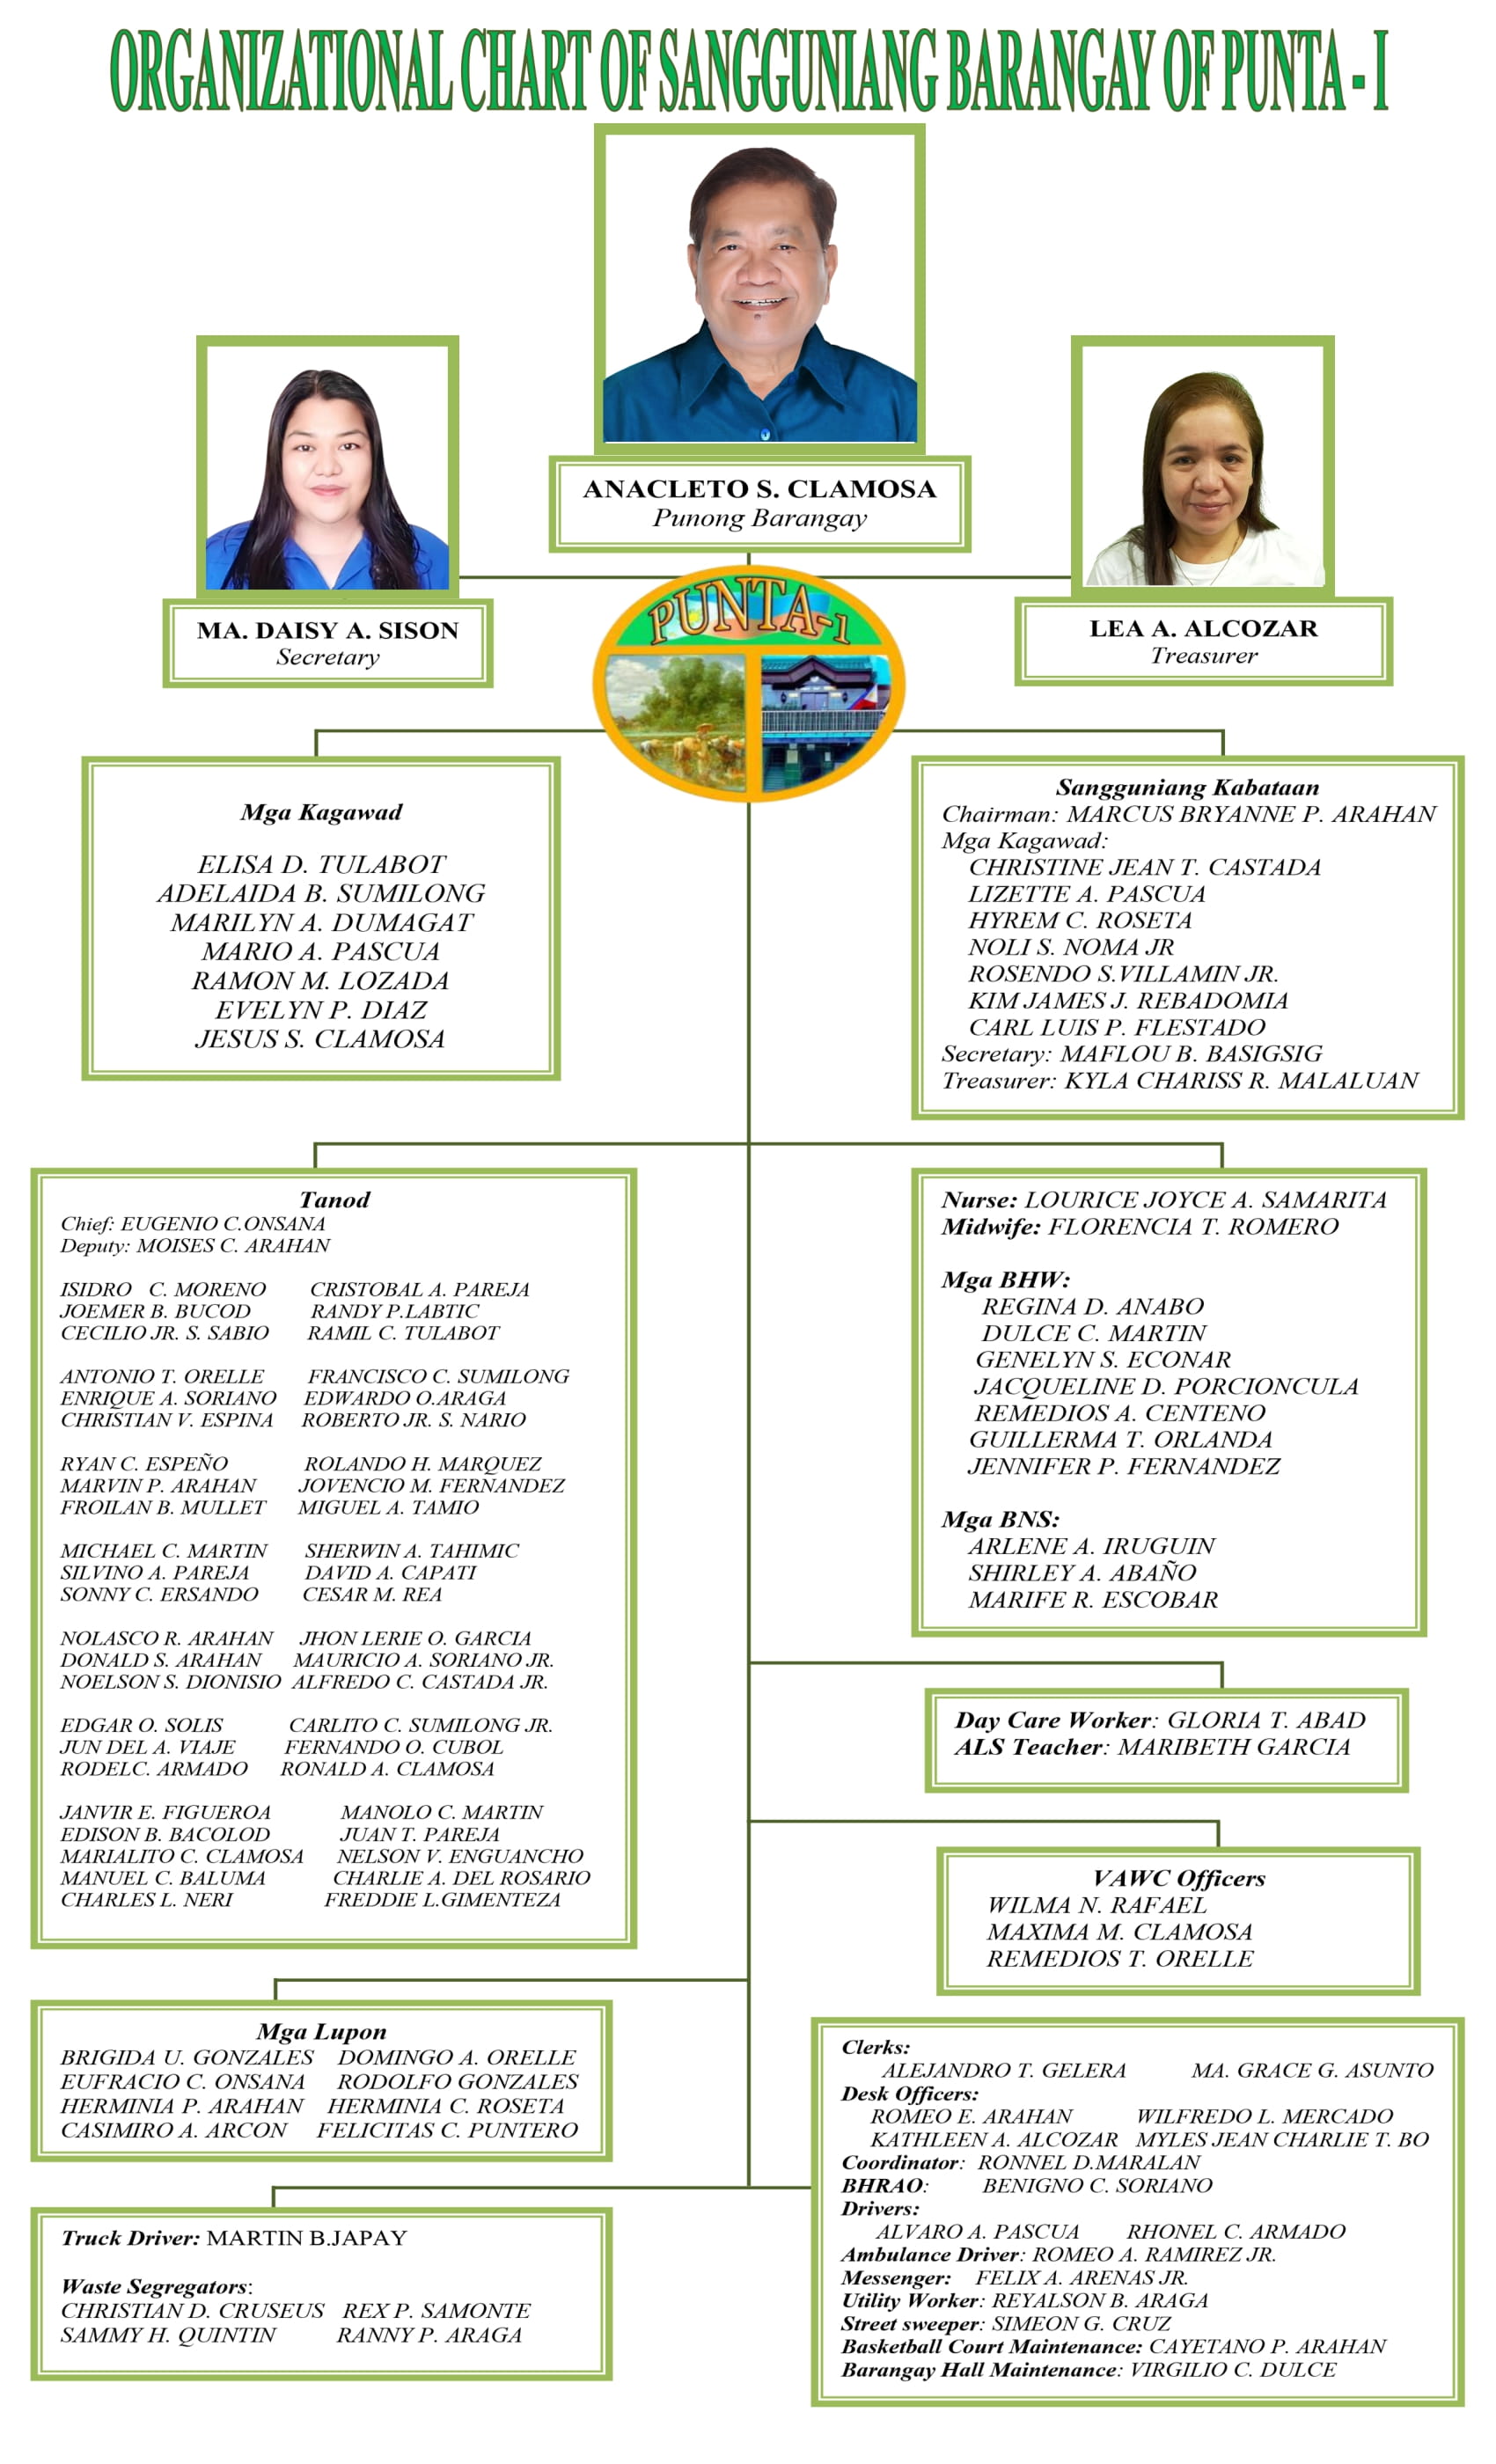 ORGANIZATIONAL CHART OF SANGGUNIANG BARANGAY OF PUNTA - I
ANACLETO S. CLAMOSA
Punong Barangay
MA. DAISY A. SISON
Secretary
LEA A. ALCOZAR
Treasurer
PUNTA-1
Mga Kagawad
ELISA D. TULABOT
ADELAIDA B. SUMILONG
MARILYN A. DUMAGAT
MARIO A. PASCUA
RAMON M. LOZADA
EVELYN P. DIAZ
JESUS S. CLAMOSA
Sangguniang Kabataan
Chairman: MARCUS BRYANNE P. ARAHAN
Mga Kagawad:
CHRISTINE JEAN T. CASTADA
LIZETTE A. PASCUA
HYREM C. ROSETA
NOLI S. NOMA JR
ROSENDO S.VILLAMIN JR.
KIM JAMES J. REBADOMIA
CARL LUIS P. FLESTADO
Secretary: MAFLOU B. BASIGSIG
Treasurer: KYLA CHARISS R. MALALUAN
Tanod
Chief: EUGENIO C.ONSANA
Deputy: MOISES C. ARAHAN
ISIDRO C. MORENO CRISTOBAL A. PAREJA
JOEMER B. BUCOD RANDY P.LABTIC
CECILIO JR. S. SABIO RAMIL C. TULABOT
ANTONIO T. ORELLE FRANCISCO C. SUMILONG
ENRIQUE A. SORIANO EDWARDO O.ARAGA
CHRISTIAN V. ESPINA ROBERTO JR. S. NARIO
RYAN C. ESPEÑO ROLANDO H. MARQUEZ
MARVIN P. ARAHAN JOVENCIO M. FERNANDEZ
FROILAN B. MULLET MIGUEL A. TAMIO
MICHAEL C. MARTIN SHERWIN A. TAHIMIC
SILVINO A. PAREJA DAVID A. CAPATI
SONNY C. ERSANDO CESAR M. REA
NOLASCO R. ARAHAN JHON LERIE O. GARCIA
DONALD S. ARAHAN MAURICIO A. SORIANO JR.
NOELSON S. DIONISIO ALFREDO C. CASTADA JR.
EDGAR O. SOLIS CARLITO C. SUMILONG JR.
JUN DEL A. VIAJE FERNANDO O. CUBOL
RODELC. ARMADO RONALD A. CLAMOSA
JANVIR E. FIGUEROA MANOLO C. MARTIN
EDISON B. BACOLOD JUAN T. PAREJA
MARIALITO C. CLAMOSA NELSON V. ENGUANCHO
MANUEL C. BALUMA CHARLIE A. DEL ROSARIO
CHARLES L. NERI FREDDIE L.GIMENTEZA
Nurse: LOURICE JOYCE A. SAMARITA
Midwife: FLORENCIA T. ROMERO
Mga BHW:
REGINA D. ANABO
DULCE C. MARTIN
GENELYN S. ECONAR
JACQUELINE D. PORCIONCULA
REMEDIOS A. CENTENO
GUILLERMA T. ORLANDA
JENNIFER P. FERNANDEZ
Mga BNS:
ARLENE A. IRUGUIN
SHIRLEY A. ABAÑO
MARIFE R. ESCOBAR
Day Care Worker: GLORIA T. ABAD
ALS Teacher: MARIBETH GARCIA
VAWC Officers
WILMA N. RAFAEL
MAXIMA M. CLAMOSA
REMEDIOS T. ORELLE
Mga Lupon
BRIGIDA U. GONZALES DOMINGO A. ORELLE
EUFRACIO C. ONSANA RODOLFO GONZALES
HERMINIA P. ARAHAN HERMINIA C. ROSETA
CASIMIRO A. ARCON FELICITAS C. PUNTERO
Clerks:
ALEJANDRO T. GELERA MA. GRACE G. ASUNTO
Desk Officers:
ROMEO E. ARAHAN WILFREDO L. MERCADO
KATHLEEN A. ALCOZAR MYLES JEAN CHARLIE T. BO
Coordinator: RONNEL D.MARALAN
BHRAO: BENIGNO C. SORIANO
Drivers:
ALVARO A. PASCUA RHONEL C. ARMADO
Ambulance Driver: ROMEO A. RAMIREZ JR.
Messenger: FELIX A. ARENAS JR.
Utility Worker: REYALSON B. ARAGA
Street sweeper: SIMEON G. CRUZ
Basketball Court Maintenance: CAYETANO P. ARAHAN
Barangay Hall Maintenance: VIRGILIO C. DULCE
Truck Driver: MARTIN B.JAPAY
Waste Segregators:
CHRISTIAN D. CRUSEUS REX P. SAMONTE
SAMMY H. QUINTIN RANNY P. ARAGA